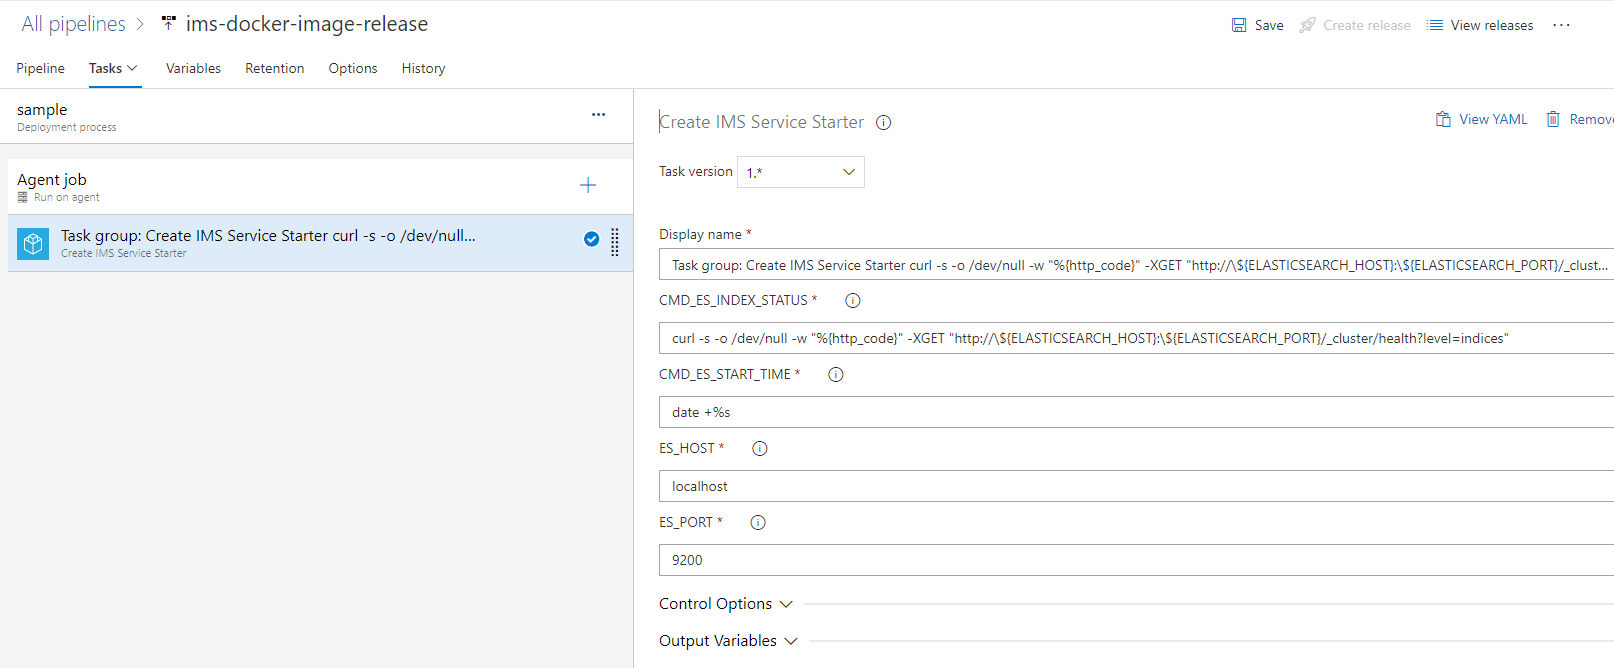 All pipelines > ims-docker-image-release
Save Create release View releases ...
Pipeline Tasks Variables Retention Options History
sample
Deployment process
Agent job
Run on agent
Task group: Create IMS Service Starter curl -s -o /dev/null...
Create IMS Service Starter
Create IMS Service Starter
View YAML Remove
Task version 1.*
Display name *
Task group: Create IMS Service Starter curl -s -o /dev/null -w "%{http_code}" -XGET "http://\${ELASTICSEARCH_HOST}:\${ELASTICSEARCH_PORT}/_clust...
CMD_ES_INDEX_STATUS *
curl -s -o /dev/null -w "%{http_code}" -XGET "http://\${ELASTICSEARCH_HOST}:\${ELASTICSEARCH_PORT}/_cluster/health?level=indices"
CMD_ES_START_TIME *
date +%s
ES_HOST *
localhost
ES_PORT *
9200
Control Options
Output Variables